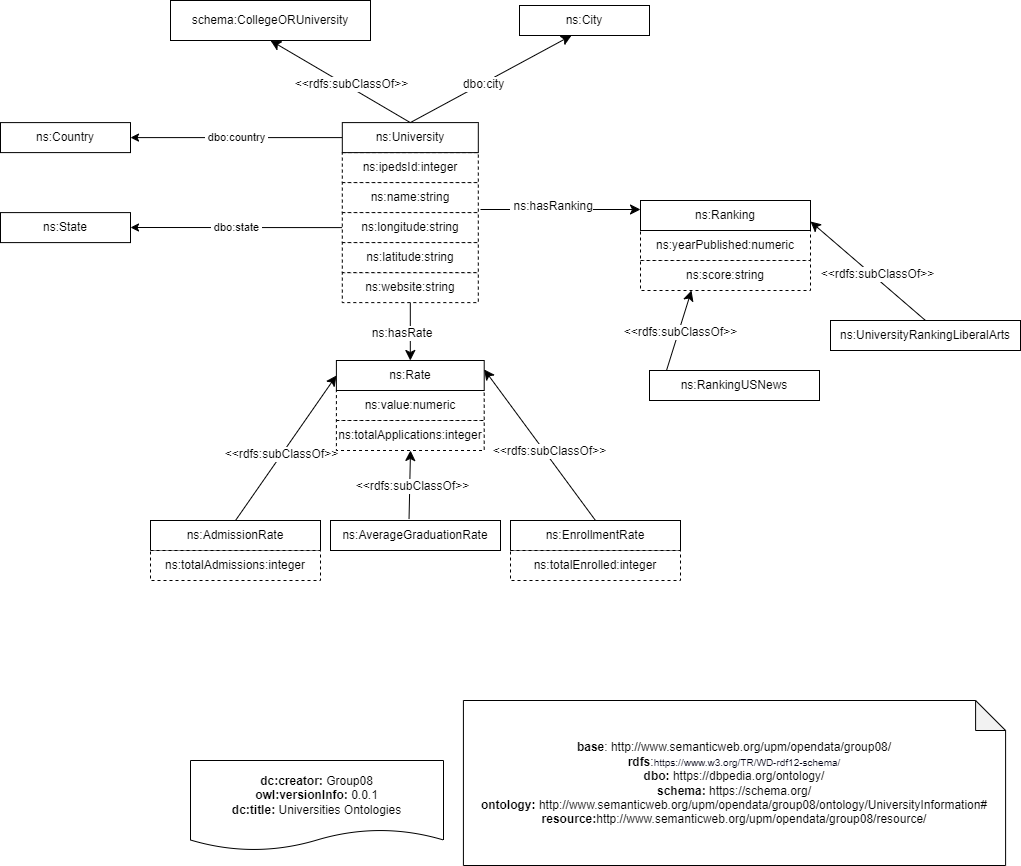 schema:CollegeORUniversity
ns:City
<<rdfs:subClassOf>>
dbo:city
ns:Country
dbo:country
ns:University
ns:ipedsId:integer
ns:name:string
ns:State
dbo:state
ns:longitude:string
ns:latitude:string
ns:website:string
ns:hasRanking
ns:Ranking
ns:yearPublished:numeric
ns:score:string
<<rdfs:subClassOf>>
<<rdfs:subClassOf>>
ns:UniversityRankingLiberalArts
ns:RankingUSNews
ns:hasRate
ns:Rate
ns:value:numeric
ns:totalApplications:integer
<<rdfs:subClassOf>>
<<rdfs:subClassOf>>
<<rdfs:subClassOf>>
ns:AdmissionRate
ns:totalAdmissions:integer
ns:AverageGraduationRate
ns:EnrollmentRate
ns:totalEnrolled:integer
dc:creator: Group08
owl:versionInfo: 0.0.1
dc:title: Universities Ontologies
base: http://www.semanticweb.org/upm/opendata/group08/
rdfs:https://www.w3.org/TR/WD-rdf12-schema/
dbo: https://dbpedia.org/ontology/
schema: https://schema.org/
ontology: http://www.semanticweb.org/upm/opendata/group08/ontology/UniversityInformation#
resource:http://www.semanticweb.org/upm/opendata/group08/resource/